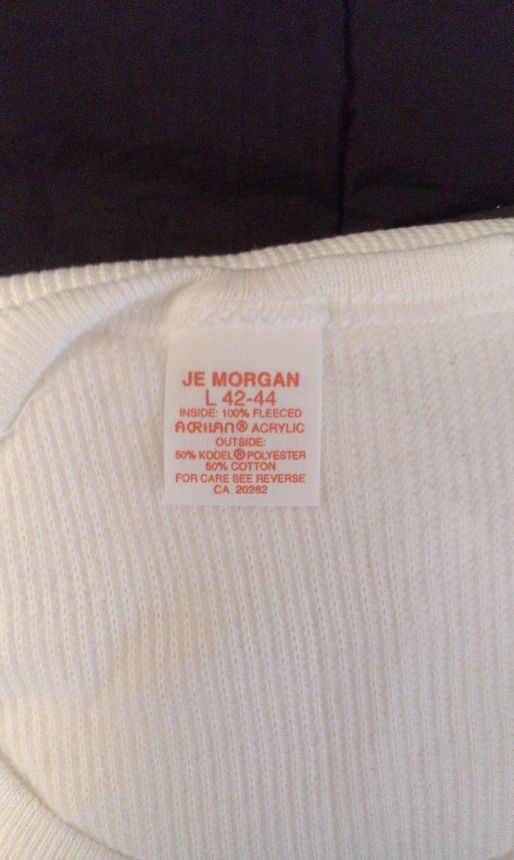 JE MORGAN
L 42-44
INSIDE: 100% FLEECED
ACRILAN® ACRYLIC
OUTSIDE:
50% KODEL® POLYESTER
50% COTTON
FOR CARE SEE REVERSE
CA 20282